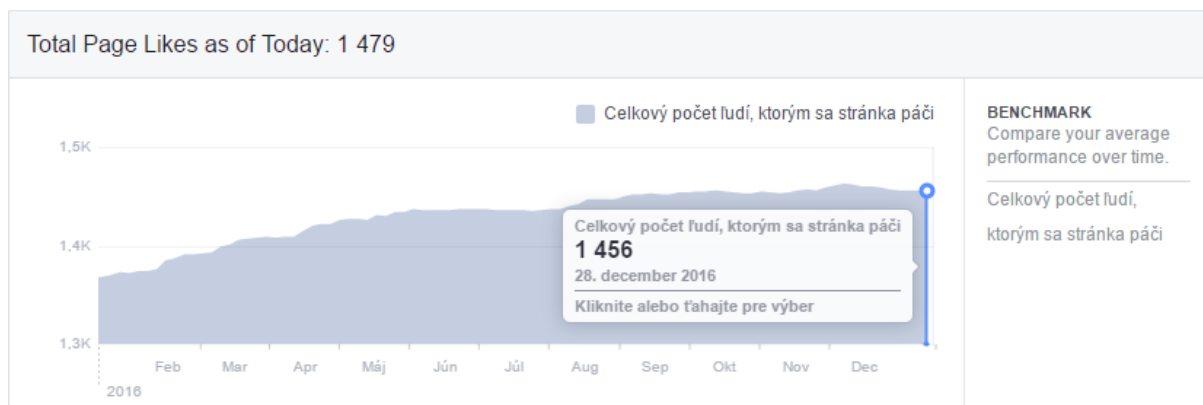 Total Page Likes as of Today: 1 479
Celkový počet ľudí, ktorým sa stránka páči
BENCHMARK
Compare your average
performance over time.
Celkový počet ľudí,
ktorým sa stránka páči
1,5K
1,4K
1,3K
Celkový počet ľudí, ktorým sa stránka páči
1 456
28. december 2016
Kliknite alebo ťahajte pre výber
Feb Mar Apr Máj Jún Júl Aug Sep Okt Nov Dec
2016